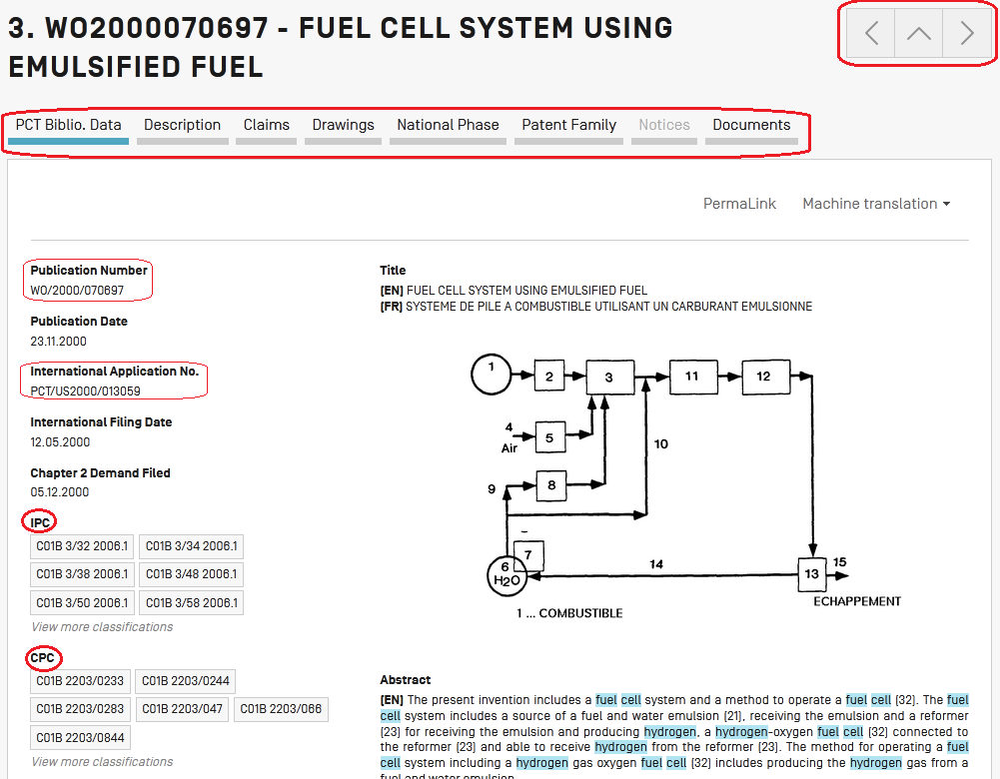 3. WO2000070697 - FUEL CELL SYSTEM USING
EMULSIFIED FUEL
PCT Biblio. Data Description Claims Drawings National Phase Patent Family Notices Documents
PermaLink Machine translation
Publication Number
WO/2000/070697
Publication Date
23.11.2000
International Application No.
PCT/US2000/013059
International Filing Date
12.05.2000
Chapter 2 Demand Filed
05.12.2000
IPC
C01B 3/32 2006.1 C01B 3/34 2006.1
C01B 3/38 2006.1 C01B 3/48 2006.1
C01B 3/50 2006.1 C01B 3/58 2006.1
View more classifications
CPC
C01B 2203/0233 C01B 2203/0244
C01B 2203/0283 C01B 2203/047 C01B 2203/066
C01B 2203/0844
View more classifications
Title
[EN] FUEL CELL SYSTEM USING EMULSIFIED FUEL
[FR] SYSTEME DE PILE A COMBUSTIBLE UTILISANT UN CARBURANT EMULSIONNE
1 2 3 11 12
4
Air 5
10
9 8
7
6
H2O
14
13 15
ECHAPPEMENT
1 ... COMBUSTIBLE
Abstract
[EN] The present invention includes a fuel cell system and a method to operate a fuel cell (32). The fuel
cell system includes a source of a fuel and water emulsion (21), receiving the emulsion and a reformer
(23) for receiving the emulsion and producing hydrogen, a hydrogen-oxygen fuel cell (32) connected to
the reformer (23) and able to receive hydrogen from the reformer (23). The method for operating a fuel
cell system including a hydrogen gas oxygen fuel cell (32) includes producing the hydrogen gas from a
fuel and water emulsion.